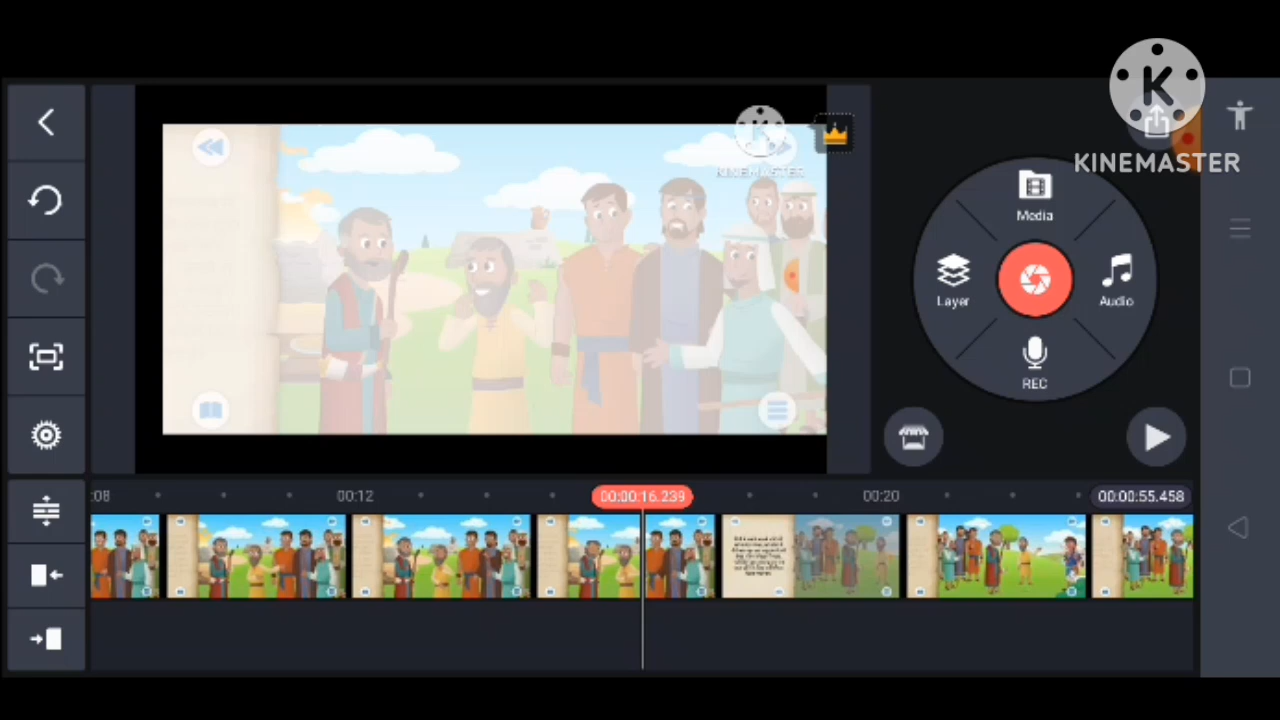 KINEMASTER
KINEMASTER
Media
Layer
Audio
REC
:08
00:12
00:00:16.239
00:20
00:00:55.458